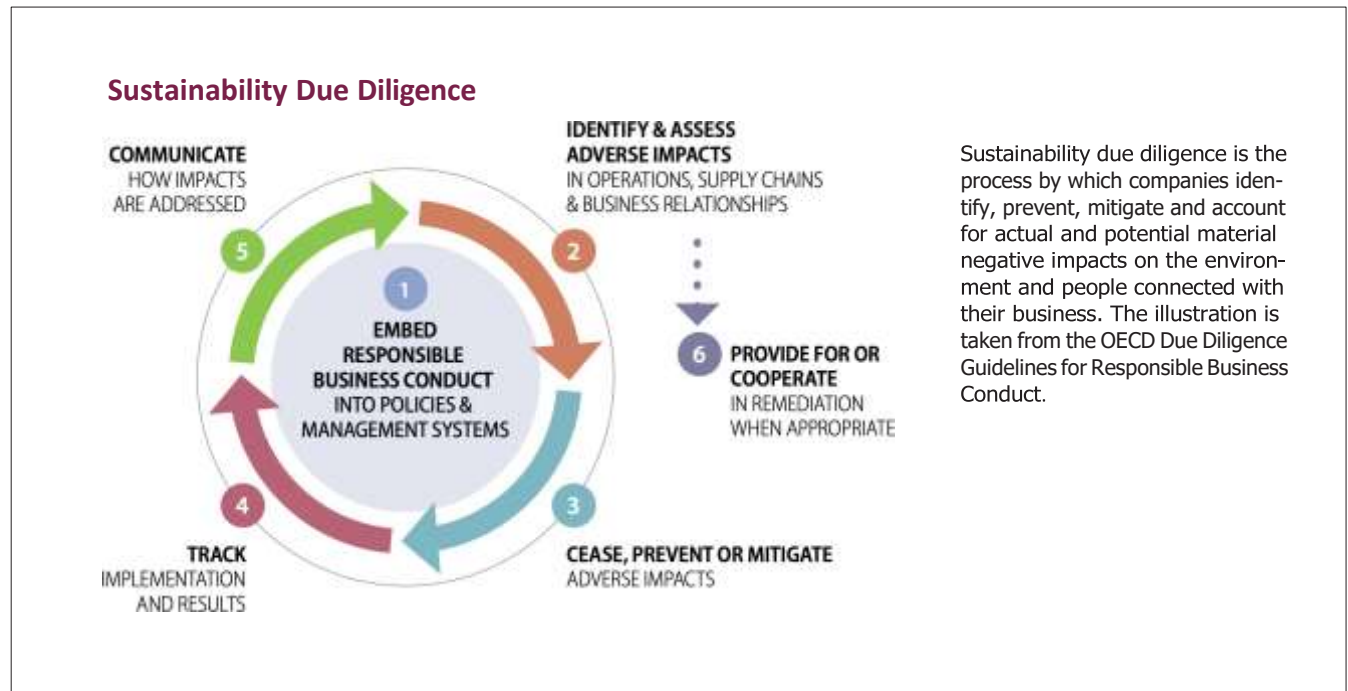 Sustainability Due Diligence
COMMUNICATE
HOW IMPACTS
ARE ADDRESSED
5
IDENTIFY & ASSESS
ADVERSE IMPACTS
IN OPERATIONS, SUPPLY CHAINS
& BUSINESS RELATIONSHIPS
2
1
EMBED
RESPONSIBLE
BUSINESS CONDUCT
INTO POLICIES &
MANAGEMENT SYSTEMS
6
PROVIDE FOR OR
COOPERATE
IN REMEDIATION
WHEN APPROPRIATE
4
TRACK
IMPLEMENTATION
AND RESULTS
3
CEASE, PREVENT OR MITIGATE
ADVERSE IMPACTS
Sustainability due diligence is the
process by which companies iden-
tify, prevent, mitigate and account
for actual and potential material
negative impacts on the environ-
ment and people connected with
their business. The illustration is
taken from the OECD Due Diligence
Guidelines for Responsible Business
Conduct.